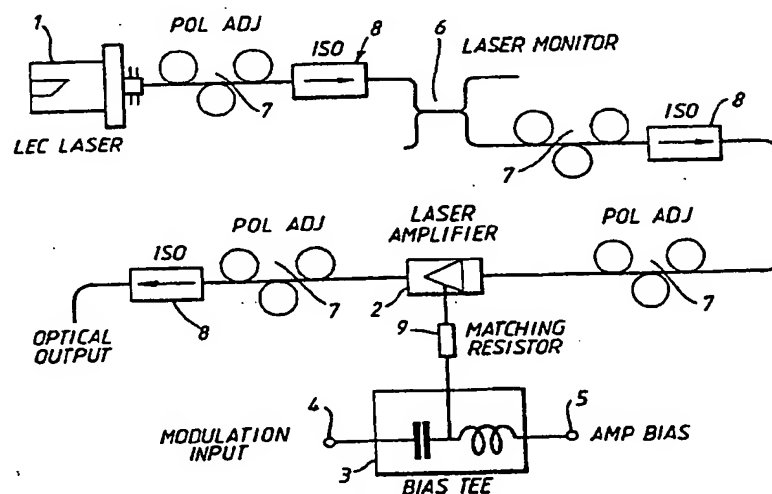 1
POL ADJ
ISO
8
6
LASER MONITOR
7
LEC LASER
ISO
8
7
POL ADJ
LASER
AMPLIFIER
POL ADJ
ISO
7
2
7
8
OPTICAL
OUTPUT
9
MATCHING
RESISTOR
4
5
MODULATION
INPUT
AMP BIAS
3
BIAS TEE